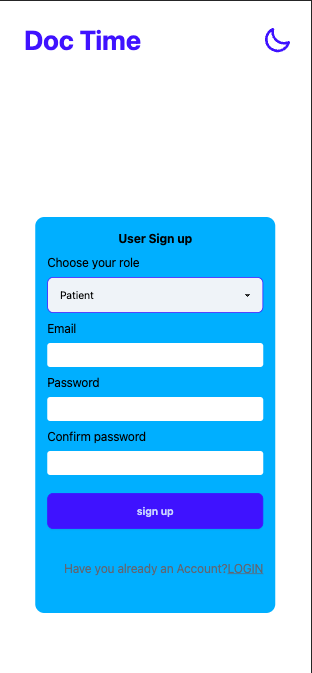 Doc Time
User Sign up
Choose your role
Patient
Email
Password
Confirm password
sign up
Have you already an Account?LOGIN